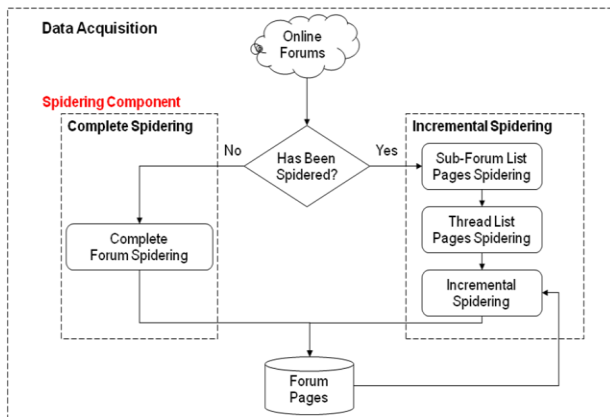 Data Acquisition
Online
Forums
Spidering Component
Complete Spidering
Incremental Spidering
No
Has Been
Spidered?
Yes
Sub-Forum List
Pages Spidering
Thread List
Pages Spidering
Complete
Forum Spidering
Incremental
Spidering
Forum
Pages